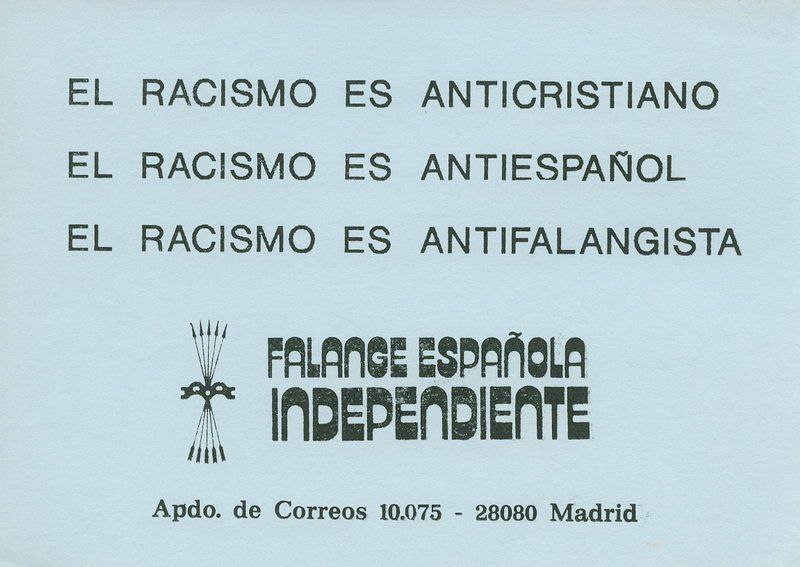 EL RACISMO ES ANTICRISTIANO
EL RACISMO ES ANTIESPAÑOL
EL RACISMO ES ANTIFALANGISTA
FALANGE ESPAÑOLA
INDEPENDIENTE
Apdo. de Correos 10.075 - 28080 Madrid